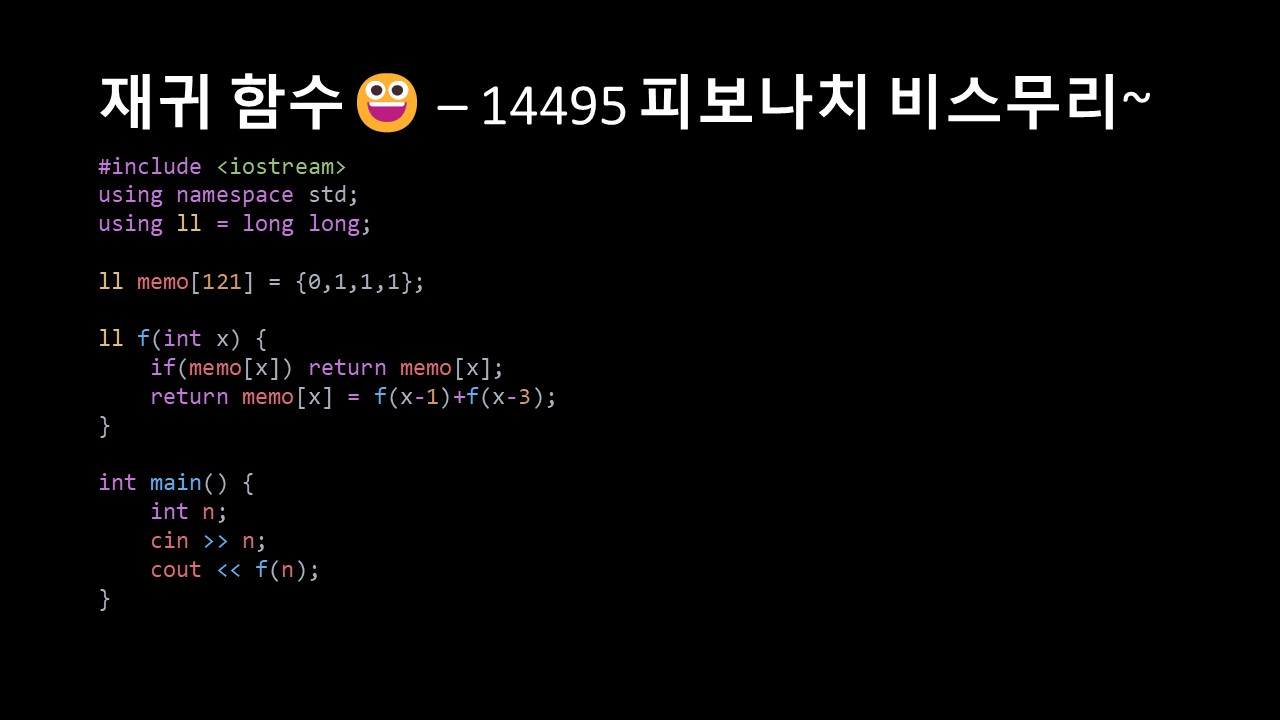 재귀 함수😀 – 14495 피보나치 비스무리~
#include <iostream>
using namespace std;
using ll = long long;
ll memo[121] = {0,1,1,1};
ll f(int x) {
    if(memo[x]) return memo[x];
    return memo[x] = f(x-1)+f(x-3);
}
int main() {
    int n;
    cin >> n;
    cout << f(n);
}